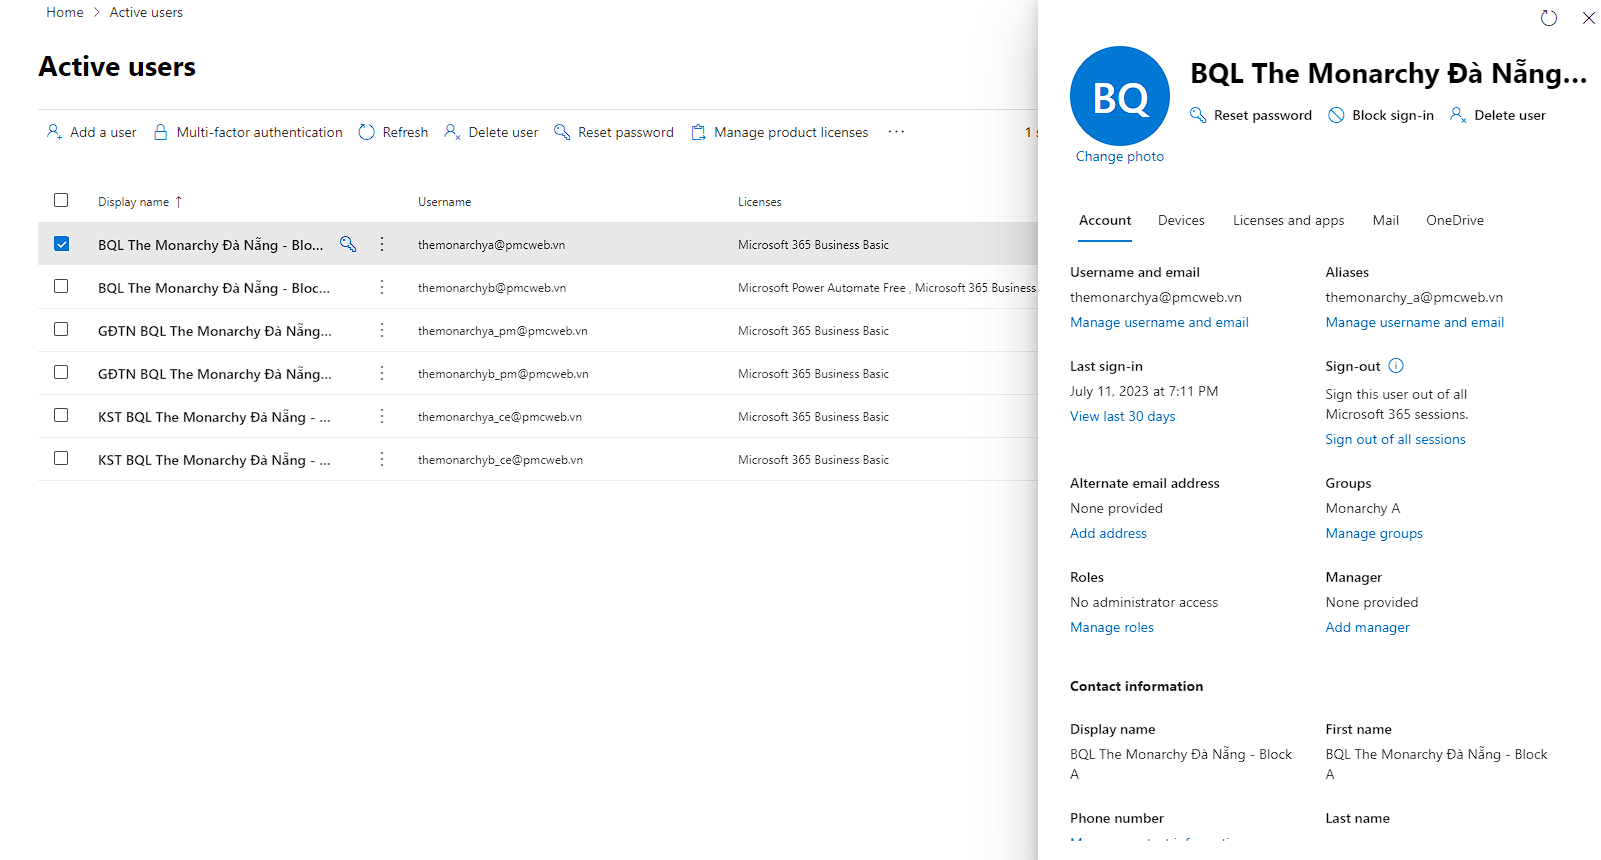 Home > Active users
Active users
Add a user Multi-factor authentication Refresh Delete user Reset password Manage product licenses ··· 1
Display name ↑ Username Licenses
BQL The Monarchy Đà Nẵng - Blo... themonarchya@pmcweb.vn Microsoft 365 Business Basic
BQL The Monarchy Đà Nẵng - Bloc... themonarchyb@pmcweb.vn Microsoft Power Automate Free , Microsoft 365 Business
GĐTN BQL The Monarchy Đà Nẵng... themonarchya_pm@pmcweb.vn Microsoft 365 Business Basic
GĐTN BQL The Monarchy Đà Nẵng... themonarchyb_pm@pmcweb.vn Microsoft 365 Business Basic
KST BQL The Monarchy Đà Nẵng - ... themonarchya_ce@pmcweb.vn Microsoft 365 Business Basic
KST BQL The Monarchy Đà Nẵng - ... themonarchyb_ce@pmcweb.vn Microsoft 365 Business Basic
BQ
Change photo
BQL The Monarchy Đà Nẵng...
Reset password Block sign-in Delete user
Account Devices Licenses and apps Mail OneDrive
Username and email
themonarchya@pmcweb.vn
Manage username and email
Aliases
themonarchy_a@pmcweb.vn
Manage username and email
Last sign-in
July 11, 2023 at 7:11 PM
View last 30 days
Sign-out
Sign this user out of all
Microsoft 365 sessions.
Sign out of all sessions
Alternate email address
None provided
Add address
Groups
Monarchy A
Manage groups
Roles
No administrator access
Manage roles
Manager
None provided
Add manager
Contact information
Display name
BQL The Monarchy Đà Nẵng - Block
A
First name
BQL The Monarchy Đà Nẵng - Block
A
Phone number
Last name